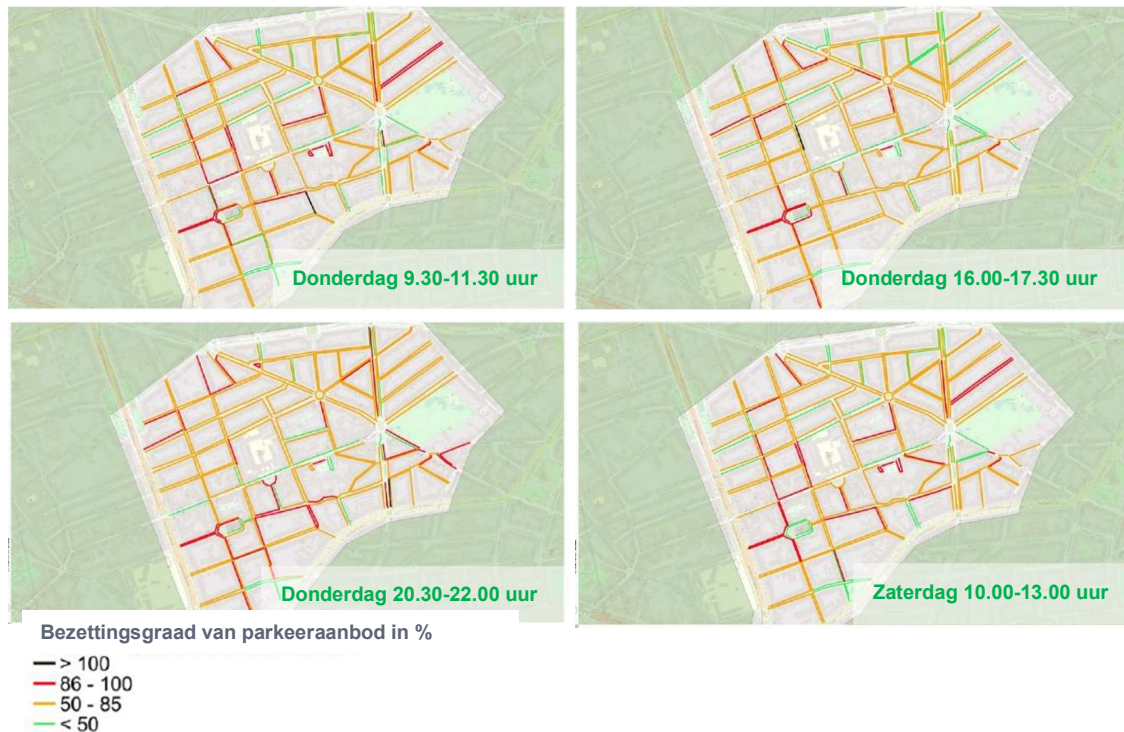 Donderdag 9.30-11.30 uur
Donderdag 16.00-17.30 uur
Donderdag 20.30-22.00 uur
Zaterdag 10.00-13.00 uur
Bezettingsgraad van parkeeraanbod in %
> 100
86 - 100
50 - 85
< 50